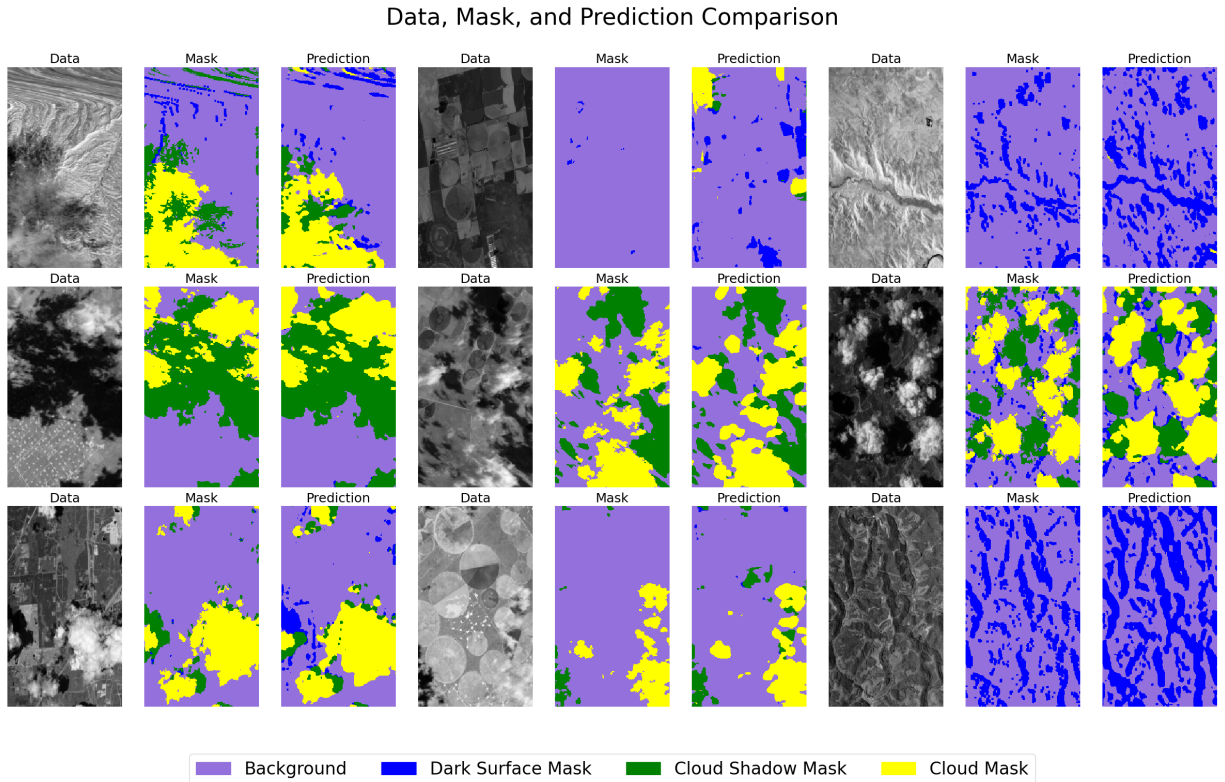 Data, Mask, and Prediction Comparison
Data Mask Prediction Data Mask Prediction Data Mask Prediction
Data Mask Prediction Data Mask Prediction Data Mask Prediction
Data Mask Prediction Data Mask Prediction Data Mask Prediction
Background Dark Surface Mask Cloud Shadow Mask Cloud Mask